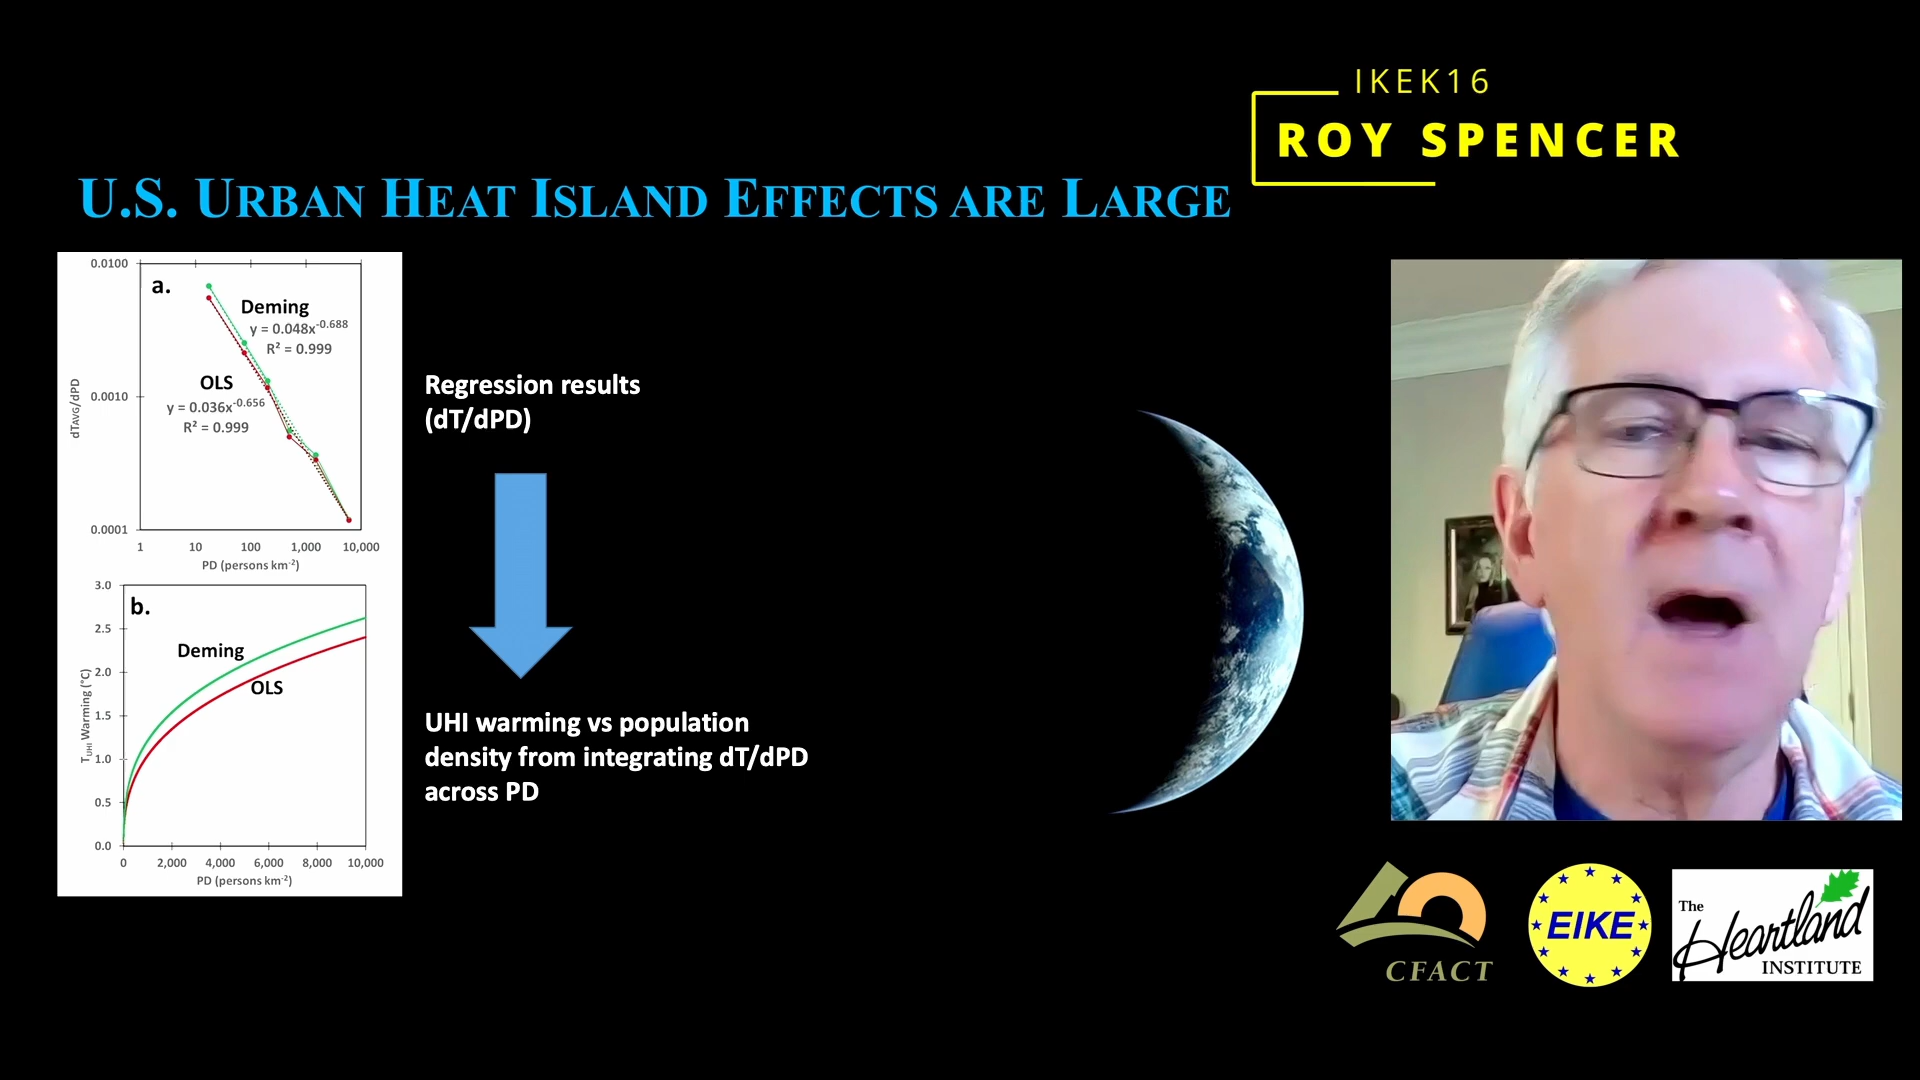 IKEK16
ROY SPENCER
U.S. URBAN HEAT ISLAND EFFECTS ARE LARGE
a.
0.0100
0.0010
0.0001
dTAVG/dPD
Deming
y = 0.048x^-0.688
R² = 0.999
OLS
y = 0.036x^-0.656
R² = 0.999
1 10 100 1,000 10,000
PD (persons km^-2)
b.
3.0
2.5
2.0
1.5
1.0
0.5
0.0
TUHI Warming (°C)
Deming
OLS
0 2,000 4,000 6,000 8,000 10,000
PD (persons km^-2)
Regression results
(dT/dPD)
UHI warming vs population
density from integrating dT/dPD
across PD
CFACT
EIKE
The
Heartland
INSTITUTE